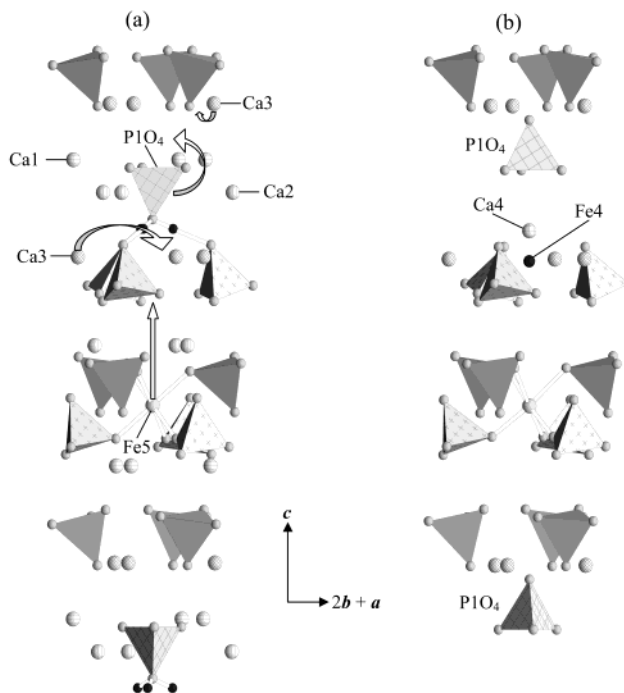 (a)
(b)
Ca3
P1O₄
Ca1
P1O₄
Ca2
Ca4
Fe4
Ca3
Fe5
c
2b + a
P1O₄